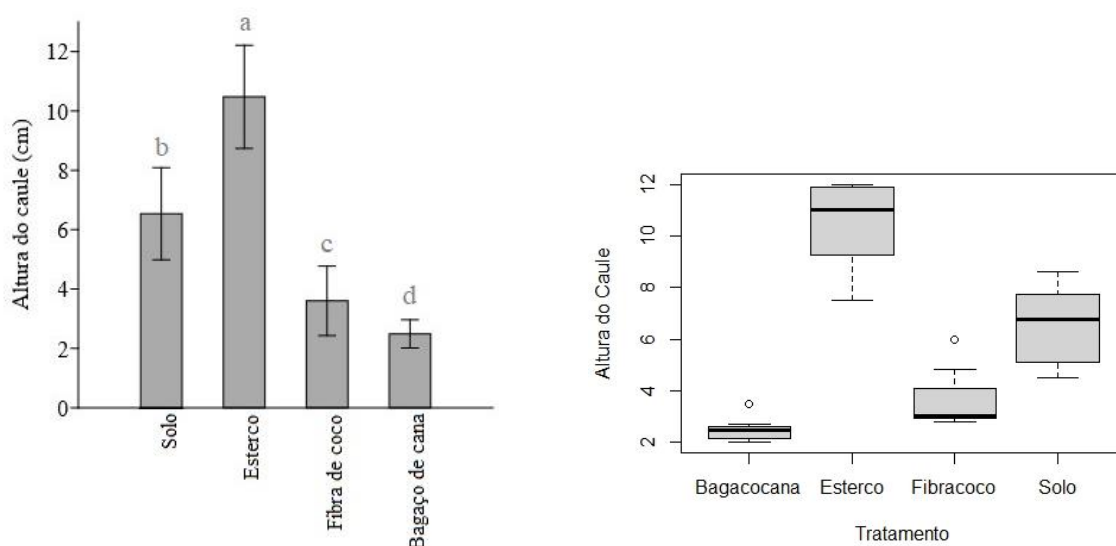 Altura do caule (cm)
12
10
8
6
4
2
0
b
a
c
d
Solo
Esterco
Fibra de coco
Bagaço de cana
Altura do Caule
12
10
8
6
4
2
Bagacocana Esterco Fibracoco Solo
Tratamento